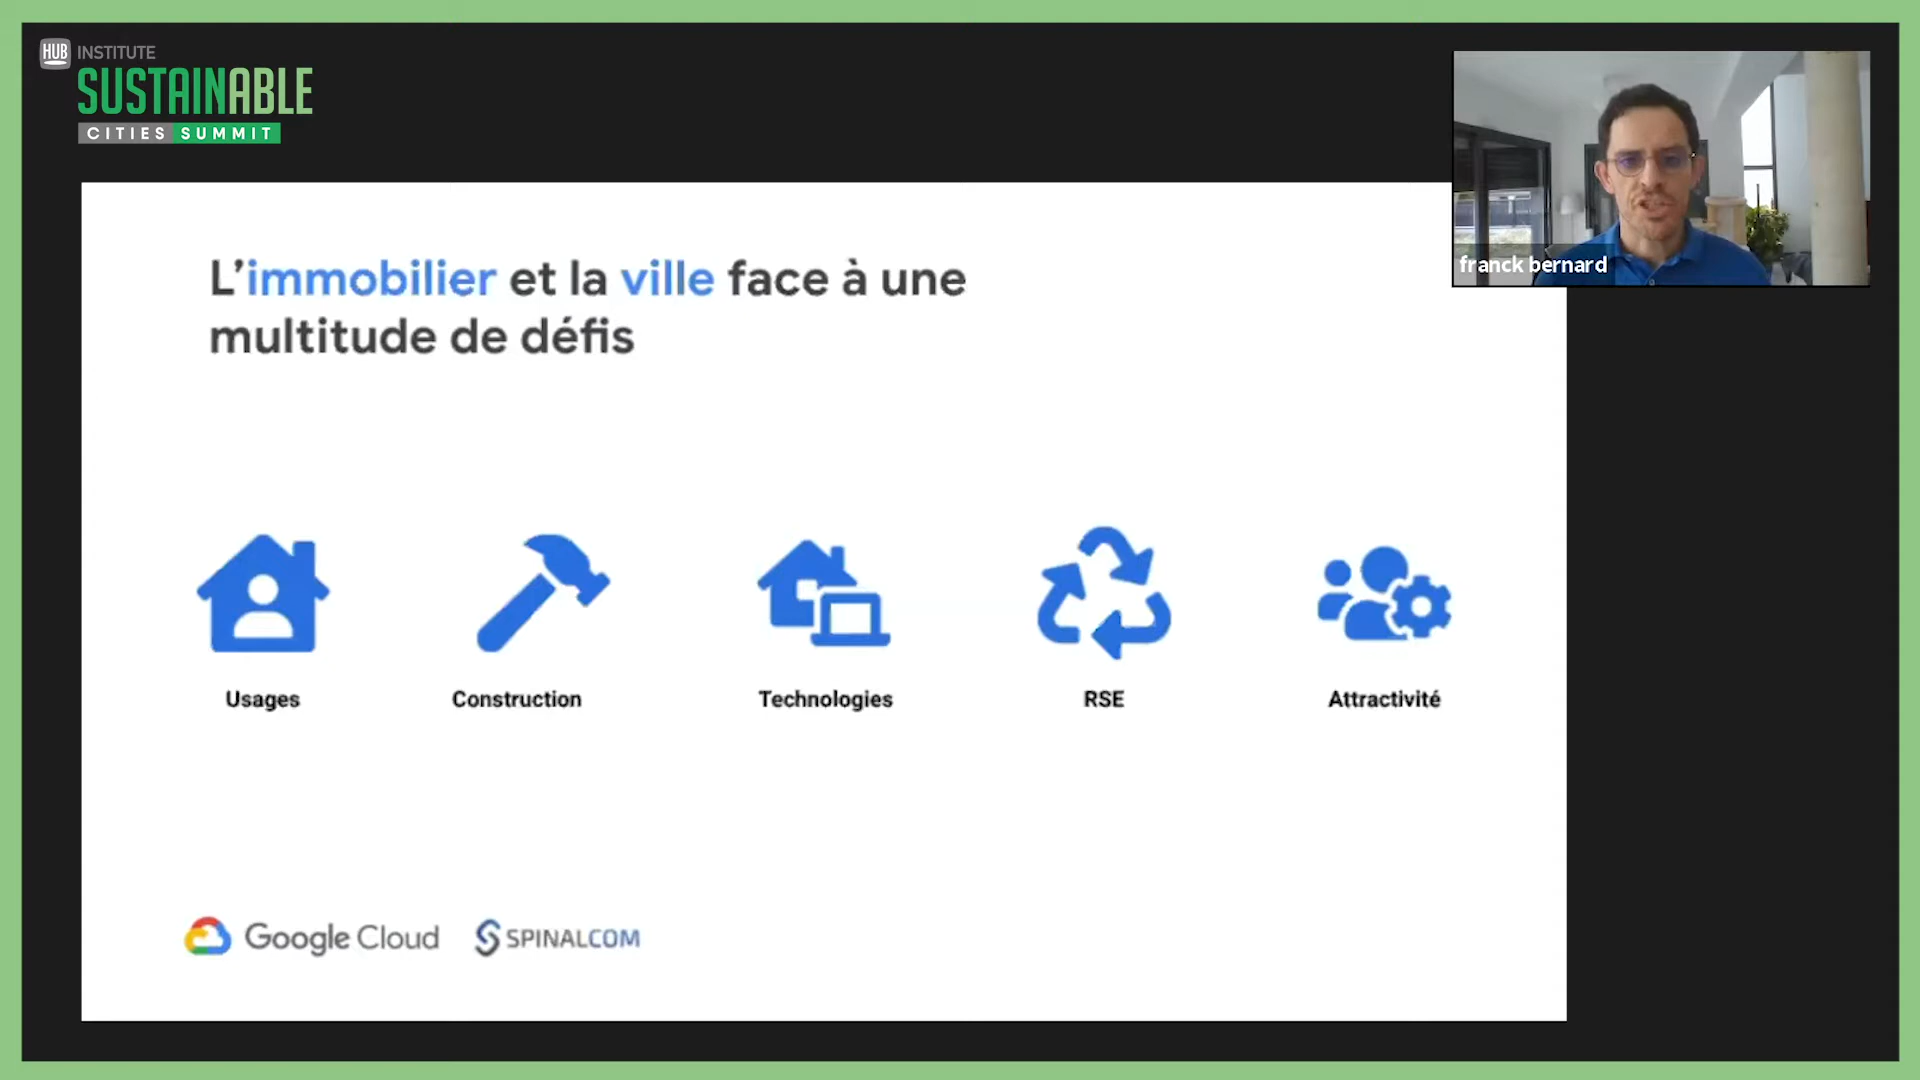 HUB INSTITUTE
SUSTAINABLE
CITIES SUMMIT
franck bernard
L’immobilier et la ville face à une
multitude de défis
Usages
Construction
Technologies
RSE
Attractivité
Google Cloud
SPINALCOM